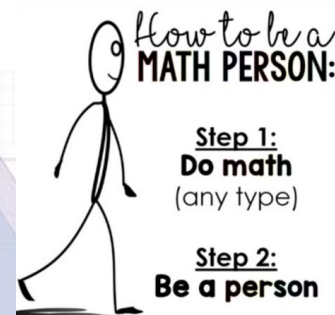 How to be a
MATH PERSON:
Step 1:
Do math
(any type)
Step 2:
Be a person